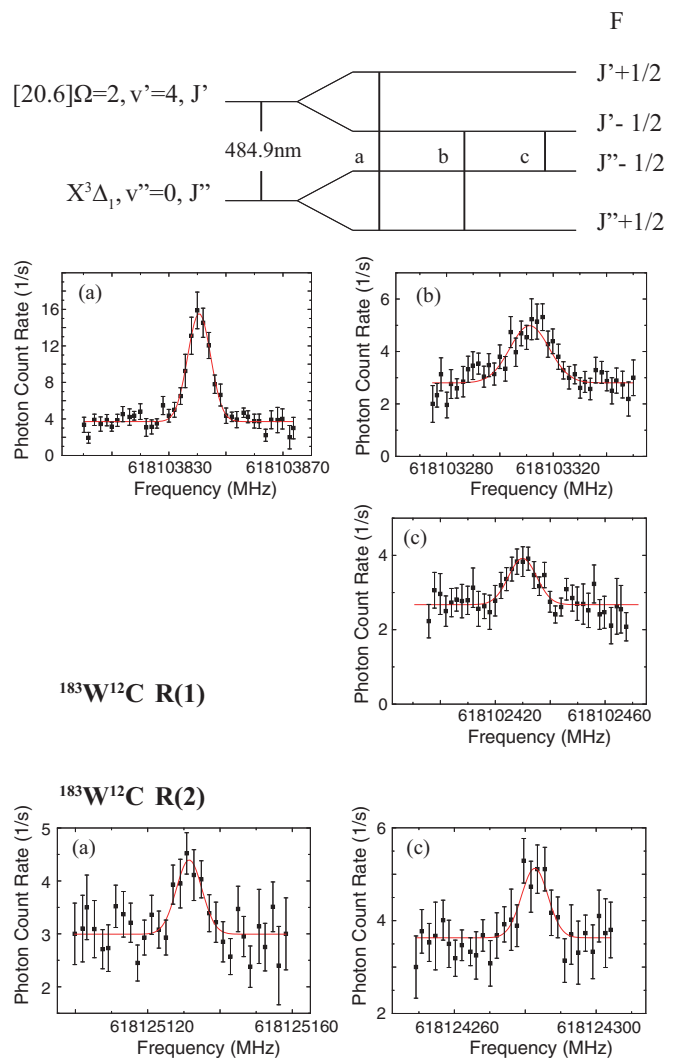 F
[20.6]Ω=2, v'=4, J'
J'+1/2
J'- 1/2
484.9nm
a
b
c
J"- 1/2
X³Δ₁, v"=0, J"
J"+1/2
(a)
Photon Count Rate (1/s)
16
12
8
4
0
618103830
618103870
Frequency (MHz)
(b)
Photon Count Rate (1/s)
6
4
2
0
618103280
618103320
Frequency (MHz)
(c)
Photon Count Rate (1/s)
4
2
0
618102420
618102460
Frequency (MHz)
¹⁸³W¹²C R(1)
¹⁸³W¹²C R(2)
(a)
Photon Count Rate (1/s)
5
4
3
2
618125120
618125160
Frequency (MHz)
(c)
Photon Count Rate (1/s)
6
4
2
618124260
618124300
Frequency (MHz)